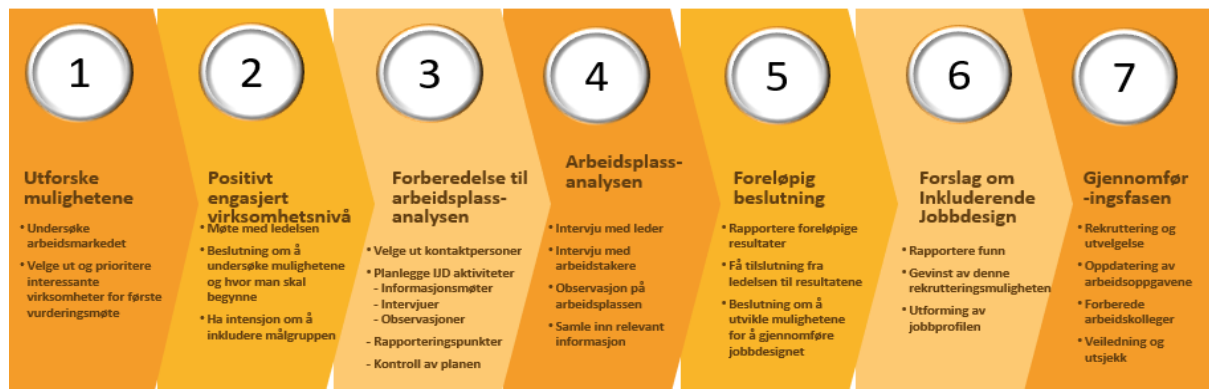 1
Utforske
mulighetene
• Undersøke
arbeidsmarkedet
• Velge ut og prioritere
interessante
virksomheter for første
vurderingsmøte
2
Positivt
engasjert
virksomhetsnivå
• Møte med ledelsen
• Beslutning om å
undersøke mulighetene
og hvor man skal
begynne
• Ha intensjon om å
inkludere målgruppen
3
Forberedelse til
arbeidsplass-
analysen
• Velge ut kontaktpersoner
• Planlegge IJD aktiviteter
- Informasjonsmøter
- Intervjuer
- Observasjoner
- Rapporteringspunkter
- Kontroll av planen
4
Arbeidsplass-
analysen
• Intervju med leder
• Intervju med
arbeidstakere
• Observasjon på
arbeidsplassen
• Samle inn relevant
informasjon
5
Foreløpig
beslutning
• Rapportere foreløpige
resultater
• Få tilslutning fra
ledelsen til resultatene
• Beslutning om å
utvikle mulighetene
for å gjennomføre
jobbdesignet
6
Forslag om
Inkluderende
Jobbdesign
• Rapportere funn
• Gevinst av denne
rekrutteringsmuligheten
• Utforming av
jobbprofilen
7
Gjennomfør
-ingsfasen
• Rekruttering og
utvelgelse
• Oppdatering av
arbeidsoppgavene
• Forberede
arbeidskolleger
• Veiledning og
utsjekk